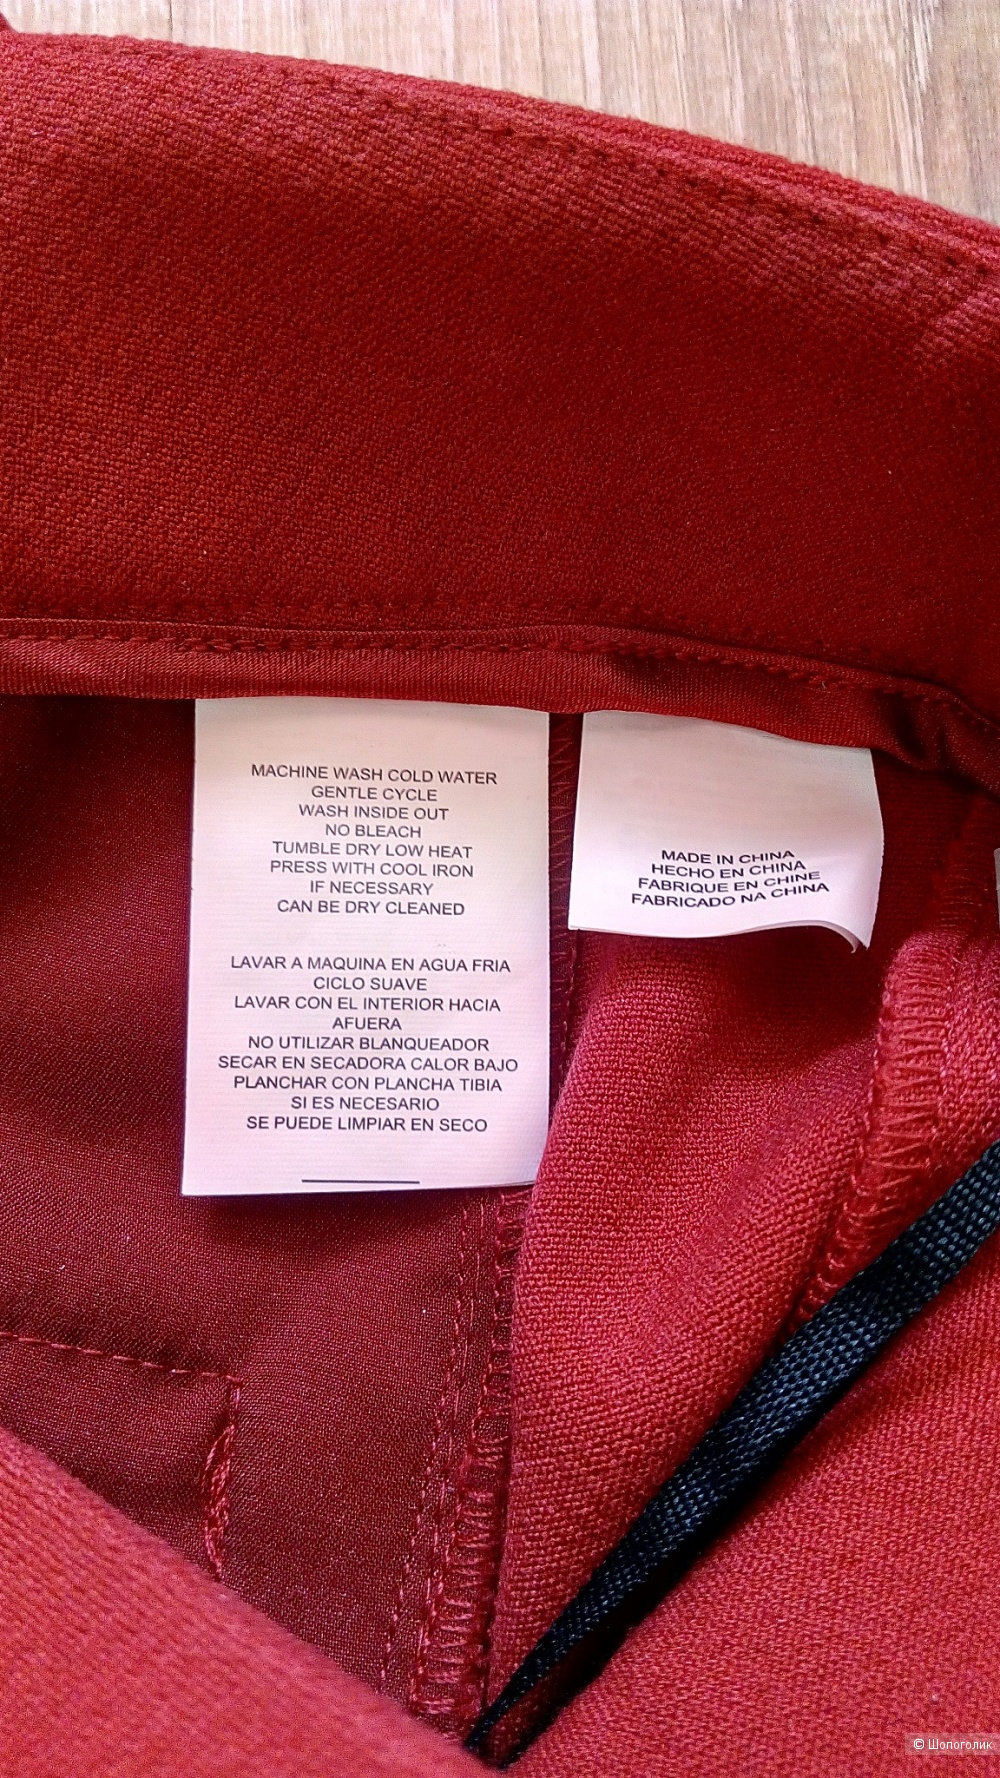 MACHINE WASH COLD WATER
GENTLE CYCLE
WASH INSIDE OUT
NO BLEACH
TUMBLE DRY LOW HEAT
PRESS WITH COOL IRON
IF NECESSARY
CAN BE DRY CLEANED
LAVAR A MAQUINA EN AGUA FRIA
CICLO SUAVE
LAVAR CON EL INTERIOR HACIA
AFUERA
NO UTILIZAR BLANQUEADOR
SECAR EN SECADORA CALOR BAJO
PLANCHAR CON PLANCHA TIBIA
SI ES NECESARIO
SE PUEDE LIMPIAR EN SECO
MADE IN CHINA
HECHO EN CHINA
FABRIQUE EN CHINE
FABRICADO NA CHINA
© Шопоголик